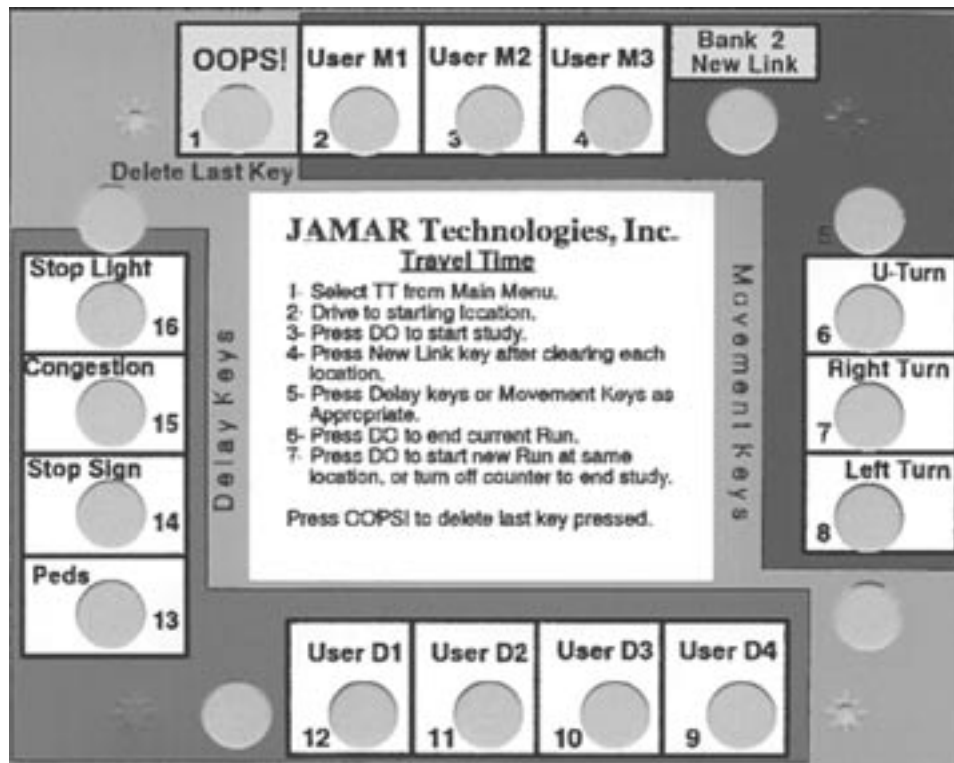 OOPS!
User M1
User M2
User M3
Bank 2
New Link
1
2
3
4
Delete Last Key
5
Stop Light
16
Congestion
15
Stop Sign
14
Peds
13
Delay Keys
JAMAR Technologies, Inc.
Travel Time
1- Select TT from Main Menu.
2- Drive to starting location.
3- Press DO to start study.
4- Press New Link key after clearing each
location.
5- Press Delay keys or Movement Keys as
Appropriate.
6- Press DO to end current Run.
7- Press DO to start new Run at same
location, or turn off counter to end study.
Press OOPS! to delete last key pressed.
Movement Keys
U-Turn
6
Right Turn
7
Left Turn
8
User D1
User D2
User D3
User D4
12
11
10
9